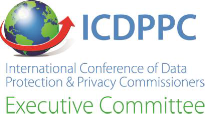 ICDPPC
International Conference of Data
Protection & Privacy Commissioners
Executive Committee